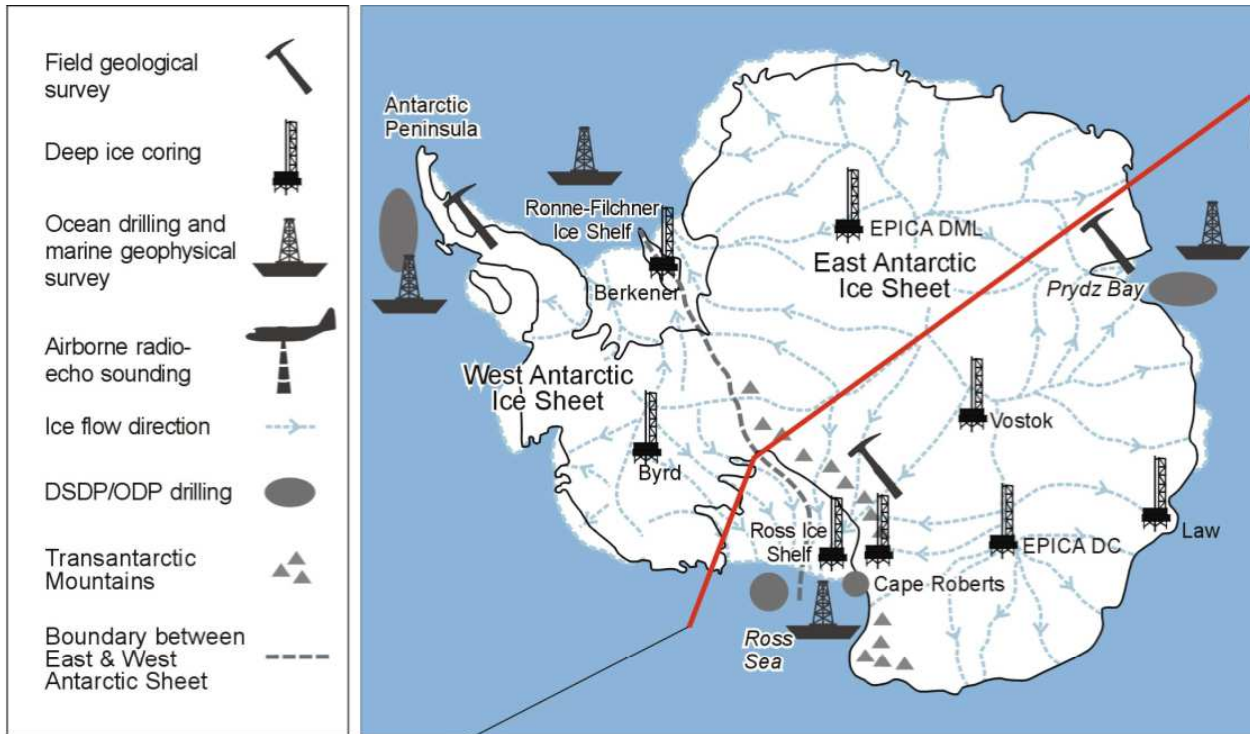 Field geological
survey
Deep ice coring
Ocean drilling and
marine geophysical
survey
Airborne radio-
echo sounding
Ice flow direction
DSDP/ODP drilling
Transantarctic
Mountains
Boundary between
East & West
Antarctic Sheet
Antarctic
Peninsula
Ronne-Filchner
Ice Shelf
Berkener
EPICA DML
East Antarctic
Ice Sheet
Prydz Bay
West Antarctic
Ice Sheet
Byrd
Vostok
Ross Ice
Shelf
EPICA DC
Law
Cape Roberts
Ross
Sea